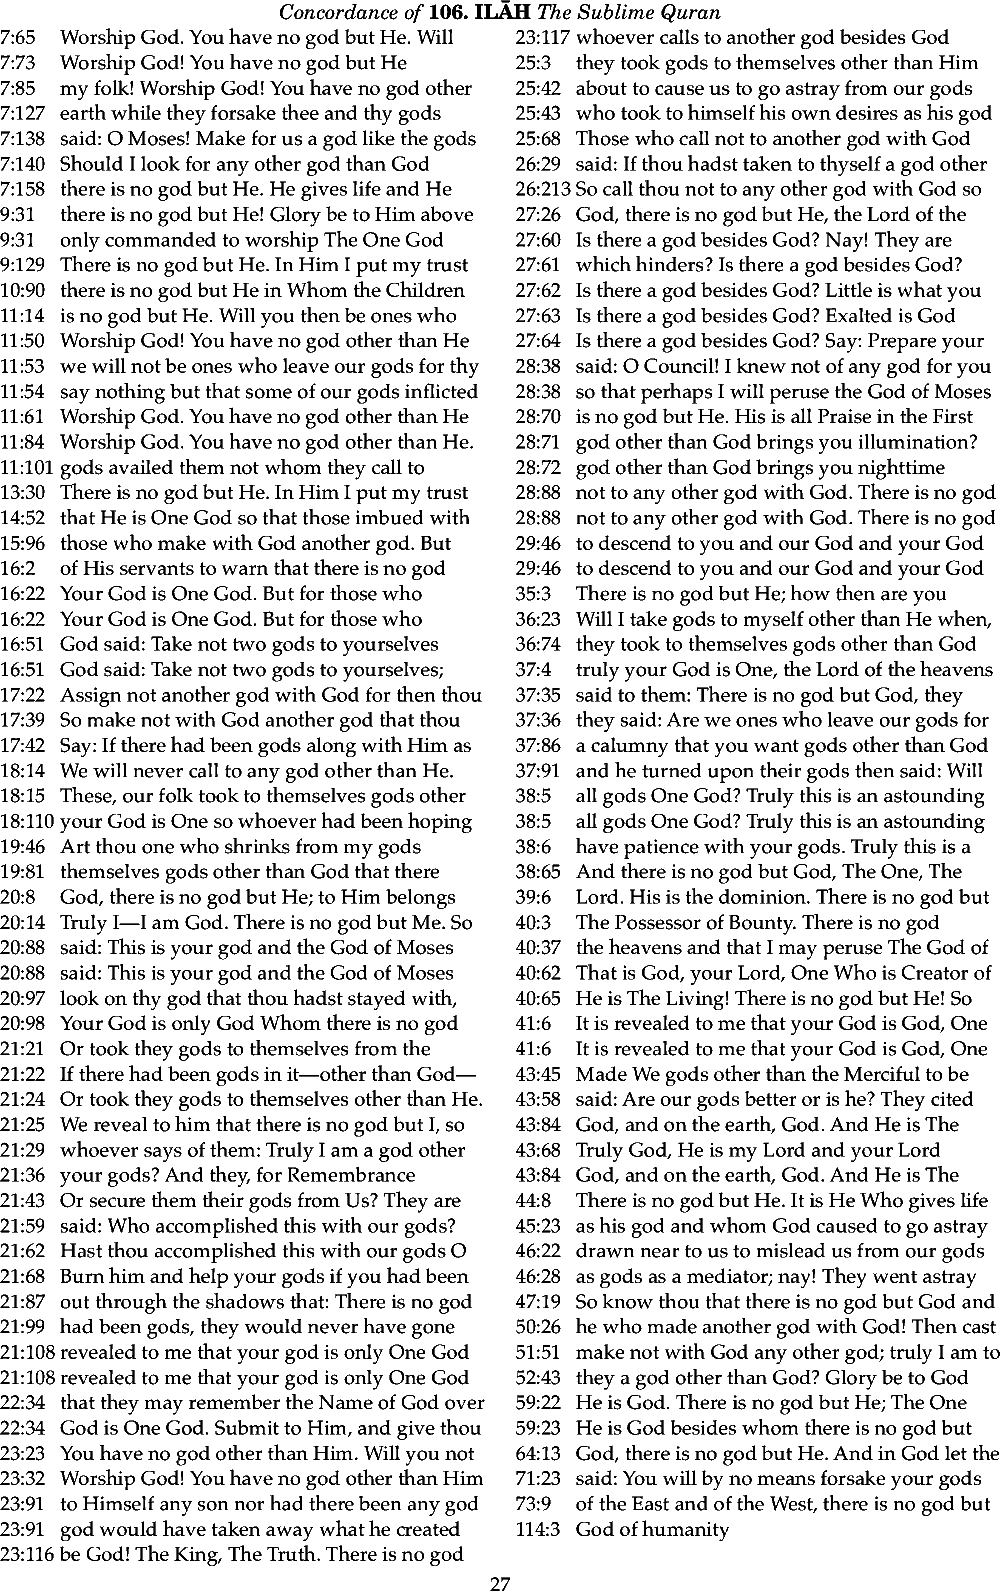 Concordance of 106. ILĀH The Sublime Quran
7:65 Worship God. You have no god but He. Will
7:73 Worship God! You have no god but He
7:85 my folk! Worship God! You have no god other
7:127 earth while they forsake thee and thy gods
7:138 said: O Moses! Make for us a god like the gods
7:140 Should I look for any other god than God
7:158 there is no god but He. He gives life and He
9:31 there is no god but He! Glory be to Him above
9:31 only commanded to worship The One God
9:129 There is no god but He. In Him I put my trust
10:90 there is no god but He in Whom the Children
11:14 is no god but He. Will you then be ones who
11:50 Worship God! You have no god other than He
11:53 we will not be ones who leave our gods for thy
11:54 say nothing but that some of our gods inflicted
11:61 Worship God. You have no god other than He
11:84 Worship God. You have no god other than He.
11:101 gods availed them not whom they call to
13:30 There is no god but He. In Him I put my trust
14:52 that He is One God so that those imbued with
15:96 those who make with God another god. But
16:2 of His servants to warn that there is no god
16:22 Your God is One God. But for those who
16:22 Your God is One God. But for those who
16:51 God said: Take not two gods to yourselves
16:51 God said: Take not two gods to yourselves;
17:22 Assign not another god with God for then thou
17:39 So make not with God another god that thou
17:42 Say: If there had been gods along with Him as
18:14 We will never call to any god other than He.
18:15 These, our folk took to themselves gods other
18:110 your God is One so whoever had been hoping
19:46 Art thou one who shrinks from my gods
19:81 themselves gods other than God that there
20:8 God, there is no god but He; to Him belongs
20:14 Truly I—I am God. There is no god but Me. So
20:88 said: This is your god and the God of Moses
20:88 said: This is your god and the God of Moses
20:97 look on thy god that thou hadst stayed with,
20:98 Your God is only God Whom there is no god
21:21 Or took they gods to themselves from the
21:22 If there had been gods in it—other than God—
21:24 Or took they gods to themselves other than He.
21:25 We reveal to him that there is no god but I, so
21:29 whoever says of them: Truly I am a god other
21:36 your gods? And they, for Remembrance
21:43 Or secure them their gods from Us? They are
21:59 said: Who accomplished this with our gods?
21:62 Hast thou accomplished this with our gods O
21:68 Burn him and help your gods if you had been
21:87 out through the shadows that: There is no god
21:99 had been gods, they would never have gone
21:108 revealed to me that your god is only One God
21:108 revealed to me that your god is only One God
22:34 that they may remember the Name of God over
22:34 God is One God. Submit to Him, and give thou
23:23 You have no god other than Him. Will you not
23:32 Worship God! You have no god other than Him
23:91 to Himself any son nor had there been any god
23:91 god would have taken away what he created
23:116 be God! The King, The Truth. There is no god
23:117 whoever calls to another god besides God
25:3 they took gods to themselves other than Him
25:42 about to cause us to go astray from our gods
25:43 who took to himself his own desires as his god
25:68 Those who call not to another god with God
26:29 said: If thou hadst taken to thyself a god other
26:213 So call thou not to any other god with God so
27:26 God, there is no god but He, the Lord of the
27:60 Is there a god besides God? Nay! They are
27:61 which hinders? Is there a god besides God?
27:62 Is there a god besides God? Little is what you
27:63 Is there a god besides God? Exalted is God
27:64 Is there a god besides God? Say: Prepare your
28:38 said: O Council! I knew not of any god for you
28:38 so that perhaps I will peruse the God of Moses
28:70 is no god but He. His is all Praise in the First
28:71 god other than God brings you illumination?
28:72 god other than God brings you nighttime
28:88 not to any other god with God. There is no god
28:88 not to any other god with God. There is no god
29:46 to descend to you and our God and your God
29:46 to descend to you and our God and your God
35:3 There is no god but He; how then are you
36:23 Will I take gods to myself other than He when,
36:74 they took to themselves gods other than God
37:4 truly your God is One, the Lord of the heavens
37:35 said to them: There is no god but God, they
37:36 they said: Are we ones who leave our gods for
37:86 a calumny that you want gods other than God
37:91 and he turned upon their gods then said: Will
38:5 all gods One God? Truly this is an astounding
38:5 all gods One God? Truly this is an astounding
38:6 have patience with your gods. Truly this is a
38:65 And there is no god but God, The One, The
39:6 Lord. His is the dominion. There is no god but
40:3 The Possessor of Bounty. There is no god
40:37 the heavens and that I may peruse The God of
40:62 That is God, your Lord, One Who is Creator of
40:65 He is The Living! There is no god but He! So
41:6 It is revealed to me that your God is God, One
41:6 It is revealed to me that your God is God, One
43:45 Made We gods other than the Merciful to be
43:58 said: Are our gods better or is he? They cited
43:84 God, and on the earth, God. And He is The
43:68 Truly God, He is my Lord and your Lord
43:84 God, and on the earth, God. And He is The
44:8 There is no god but He. It is He Who gives life
45:23 as his god and whom God caused to go astray
46:22 drawn near to us to mislead us from our gods
46:28 as gods as a mediator; nay! They went astray
47:19 So know thou that there is no god but God and
50:26 he who made another god with God! Then cast
51:51 make not with God any other god; truly I am to
52:43 they a god other than God? Glory be to God
59:22 He is God. There is no god but He; The One
59:23 He is God besides whom there is no god but
64:13 God, there is no god but He. And in God let the
71:23 said: You will by no means forsake your gods
73:9 of the East and of the West, there is no god but
114:3 God of humanity
27